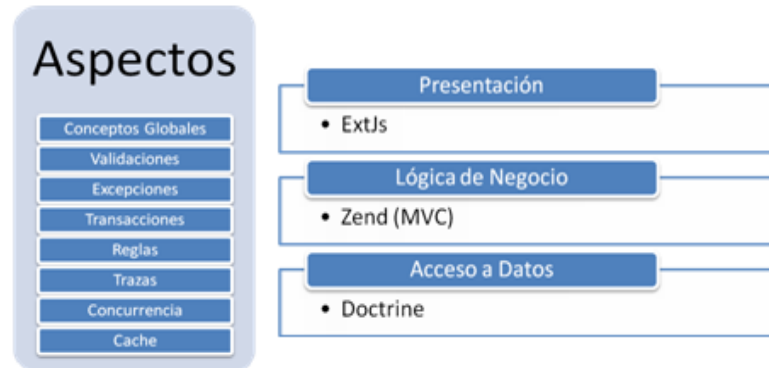 Aspectos
Conceptos Globales
Validaciones
Excepciones
Transacciones
Reglas
Trazas
Concurrencia
Cache
Presentación
• ExtJs
Lógica de Negocio
• Zend (MVC)
Acceso a Datos
• Doctrine